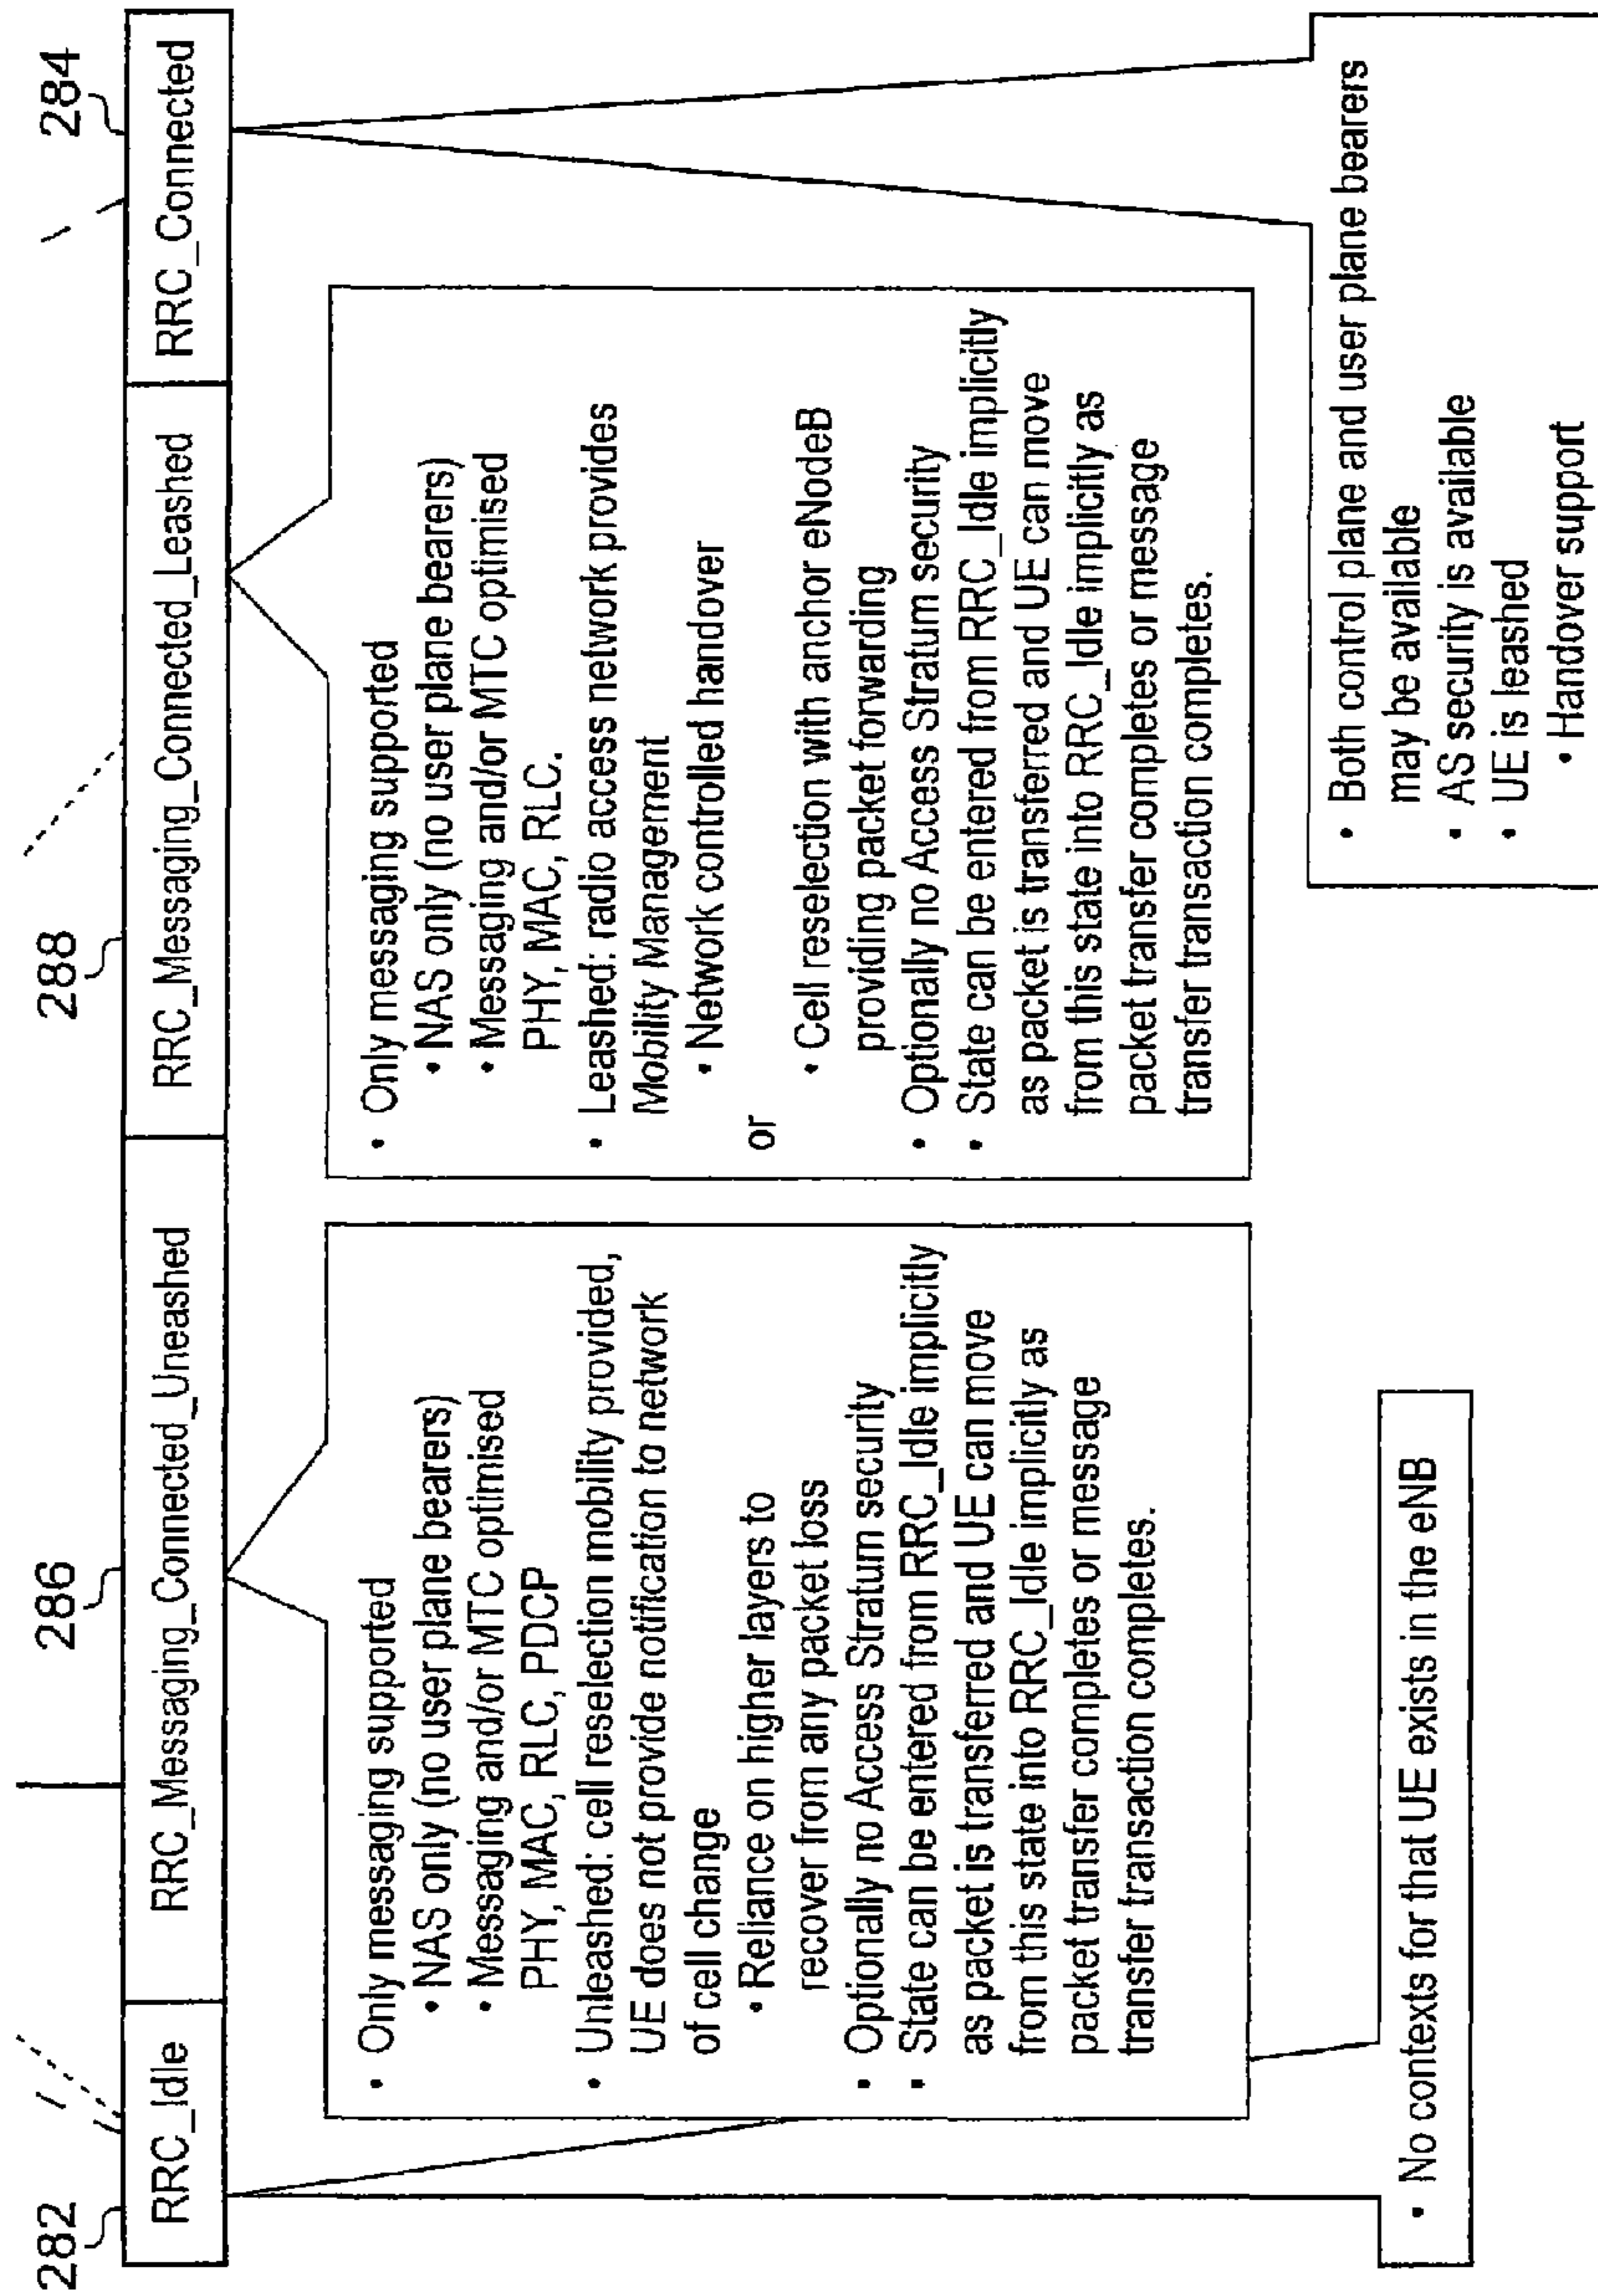 282
286
288
284
RRC_Idle
RRC_Messaging_Connected_Uneashed
RRC_Messaging_Connected_Leashed
RRC_Connected
• Only messaging supported
• NAS only (no user plane bearers)
• Messaging and/or MTC optimised
PHY, MAC, RLC, PDCP
• Unleashed: cell reselection mobility provided,
UE does not provide notification to network
of cell change
• Reliance on higher layers to
recover from any packet loss
• Optionally no Access Stratum security
• State can be entered from RRC_Idle implicitly
as packet is transferred and UE can move
from this state into RRC_Idle implicitly as
packet transfer completes or message
transfer transaction completes.
• Only messaging supported
• NAS only (no user plane bearers)
• Messaging and/or MTC optimised
PHY, MAC, RLC.
• Leashed: radio access network provides
Mobility Management
• Network controlled handover
or
• Cell reselection with anchor eNodeB
providing packet forwarding
• Optionally no Access Stratum security
• State can be entered from RRC_Idle implicitly
as packet is transferred and UE can move
from this state into RRC_Idle implicitly as
packet transfer completes or message
transfer transaction completes.
• No contexts for that UE exists in the eNB
• Both control plane and user plane bearers
may be available
• AS security is available
• UE is leashed
• Handover support